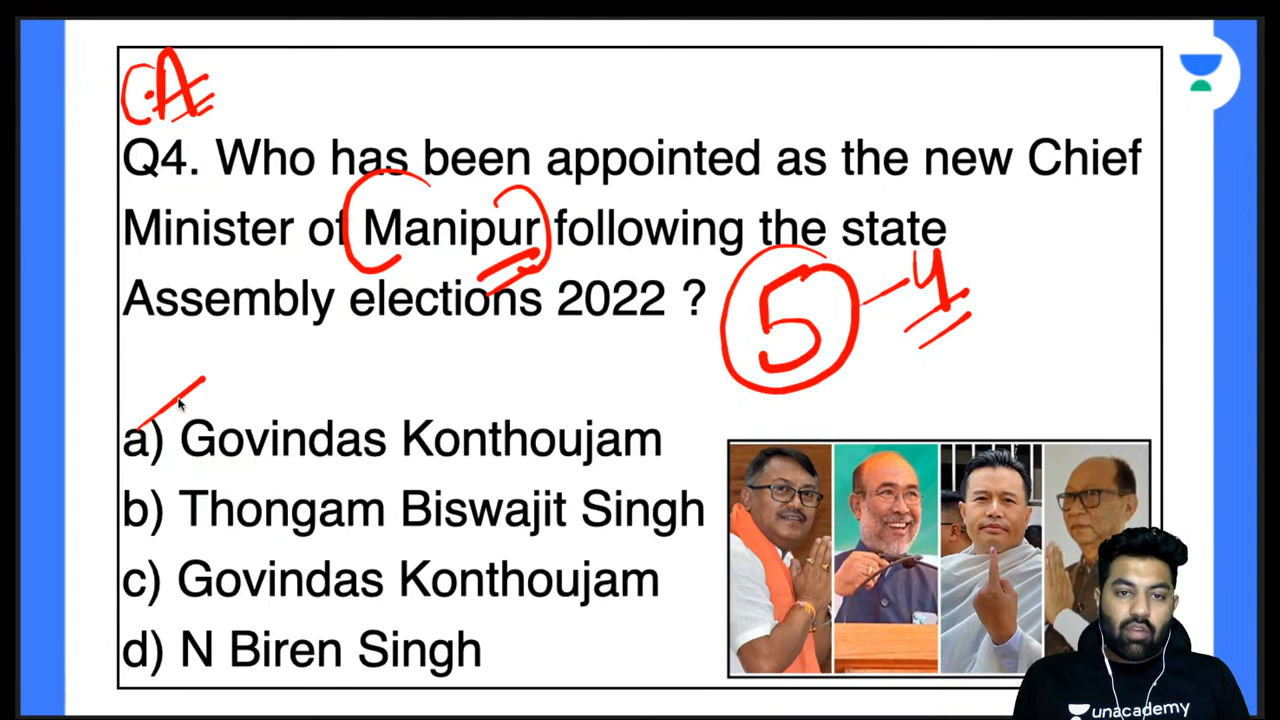 C.A
Q4. Who has been appointed as the new Chief
Minister of Manipur following the state
Assembly elections 2022 ?
5 - 4
a) Govindas Konthoujam
b) Thongam Biswajit Singh
c) Govindas Konthoujam
d) N Biren Singh
unacademy